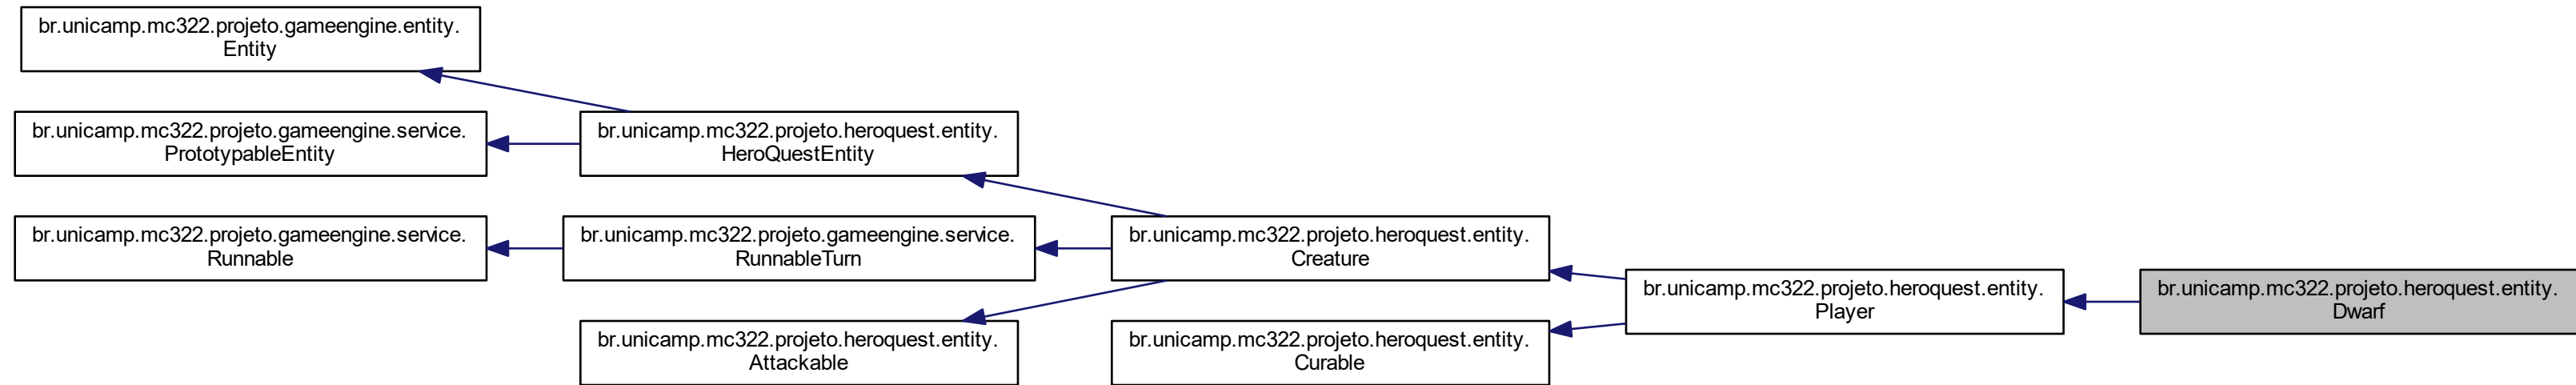 br.unicamp.mc322.projeto.gameengine.entity.
Entity
br.unicamp.mc322.projeto.gameengine.service.
PrototypableEntity
br.unicamp.mc322.projeto.heroquest.entity.
HeroQuestEntity
br.unicamp.mc322.projeto.gameengine.service.
Runnable
br.unicamp.mc322.projeto.gameengine.service.
RunnableTurn
br.unicamp.mc322.projeto.heroquest.entity.
Creature
br.unicamp.mc322.projeto.heroquest.entity.
Attackable
br.unicamp.mc322.projeto.heroquest.entity.
Curable
br.unicamp.mc322.projeto.heroquest.entity.
Player
br.unicamp.mc322.projeto.heroquest.entity.
Dwarf